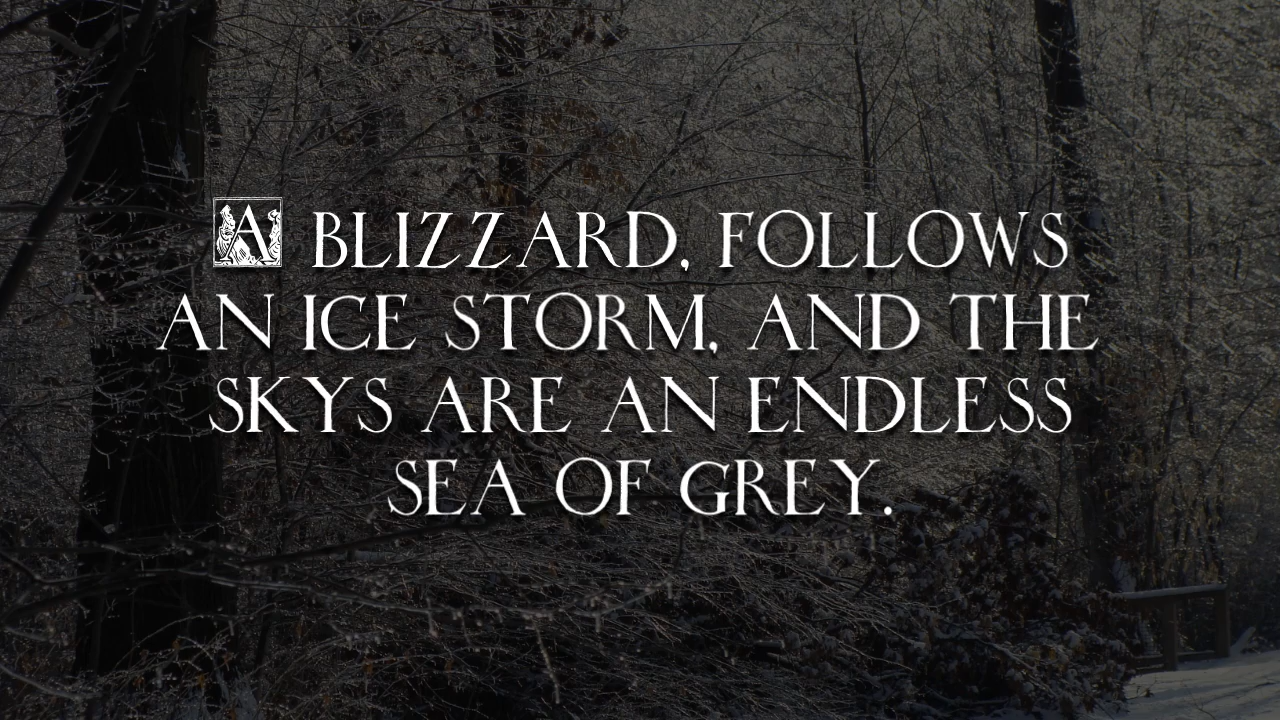 A BLIZZARD, FOLLOWS
AN ICE STORM, AND THE
SKYS ARE AN ENDLESS
SEA OF GREY.